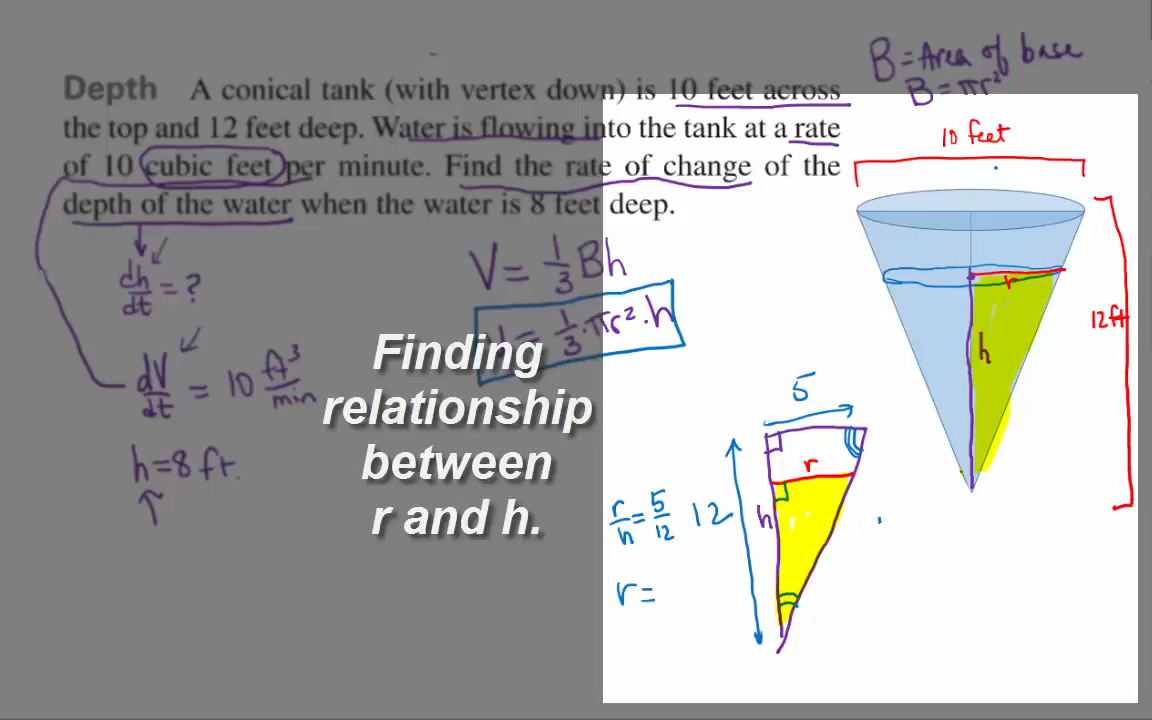 B = Area of base
B = πr²
Depth A conical tank (with vertex down) is 10 feet across
the top and 12 feet deep. Water is flowing into the tank at a rate
of 10 cubic feet per minute. Find the rate of change of the
depth of the water when the water is 8 feet deep.
10 feet
dh/dt = ?
V = 1/3 Bh
V = 1/3 · πr² · h
r
h
12 ft
dV/dt = 10 ft³/min
h = 8 ft.
Finding
relationship
between
r and h.
5
r
h
12
r/h = 5/12
r =